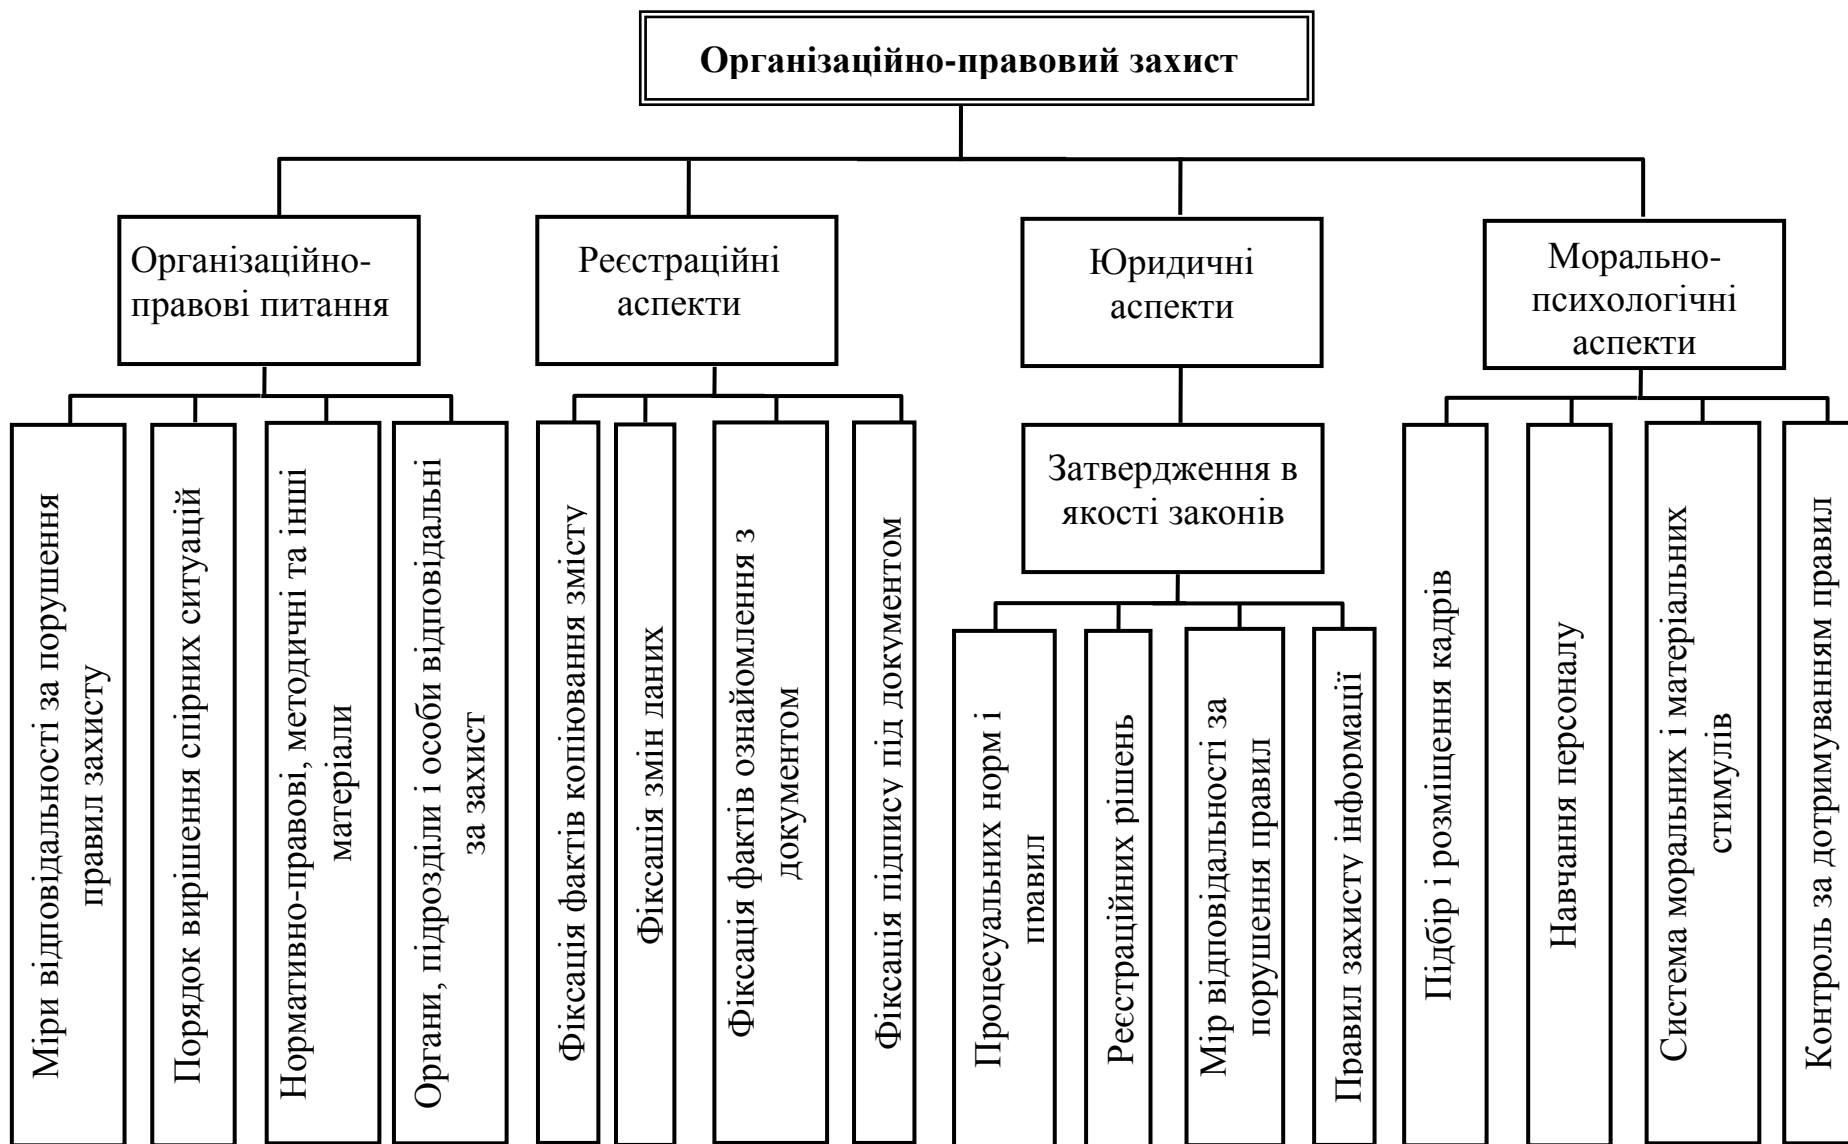 Організаційно-правовий захист
Організаційно-
правові питання
Реєстраційні
аспекти
Юридичні
аспекти
Морально-
психологічні
аспекти
Міри відповідальності за порушення
правил захисту
Порядок вирішення спірних ситуацій
Нормативно-правові, методичні та інші
матеріали
Органи, підрозділи і особи відповідальні
за захист
Фіксація фактів копіювання змісту
Фіксація змін даних
Фіксація фактів ознайомлення з
документом
Фіксація підпису під документом
Затвердження в
якості законів
Процесуальних норм і
правил
Реєстраційних рішень
Мір відповідальності за
порушення правил
Правил захисту інформації
Підбір і розміщення кадрів
Навчання персоналу
Система моральних і матеріальних
стимулів
Контроль за дотримуванням правил